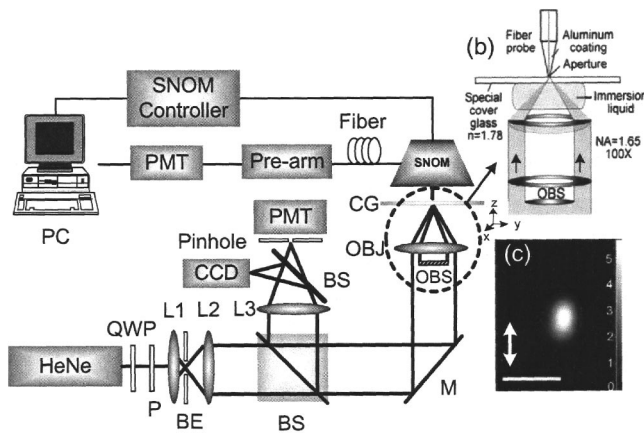 (b)
Fiber probe
Aluminum coating
Aperture
Special cover glass n=1.78
Immersion liquid
NA=1.65 100X
OBS
SNOM Controller
Fiber
PMT
Pre-arm
SNOM
PC
CG
z
y
x
PMT
Pinhole
CCD
BS
OBJ
OBS
(c)
5
4
3
2
1
0
L1
L2
L3
QWP
HeNe
P
BE
BS
M